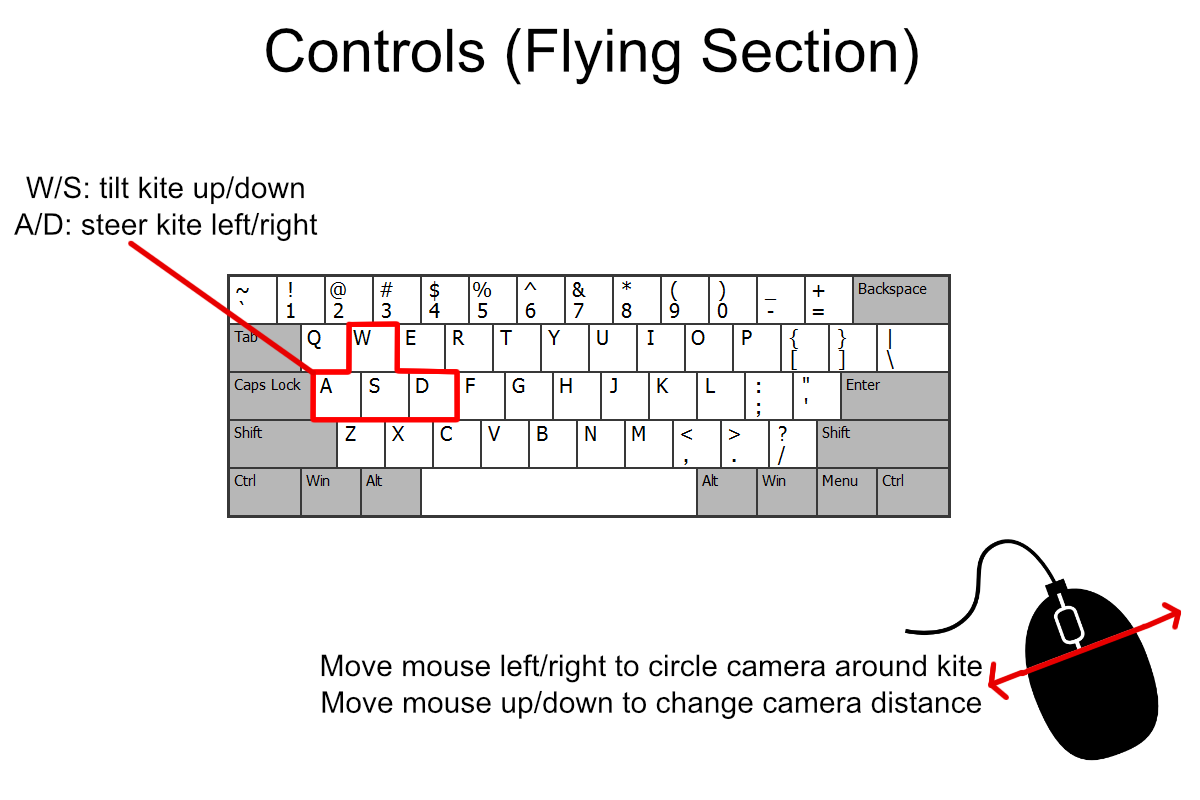 Controls (Flying Section)
W/S: tilt kite up/down
A/D: steer kite left/right
~ ! @ # $ % ^ & * ( ) _ + Backspace
` 1 2 3 4 5 6 7 8 9 0 - =
Tab Q W E R T Y U I O P { } |
[ ] \
Caps Lock A S D F G H J K L : " Enter
; '
Shift Z X C V B N M < > ? Shift
, . /
Ctrl Win Alt Alt Win Menu Ctrl
Move mouse left/right to circle camera around kite
Move mouse up/down to change camera distance